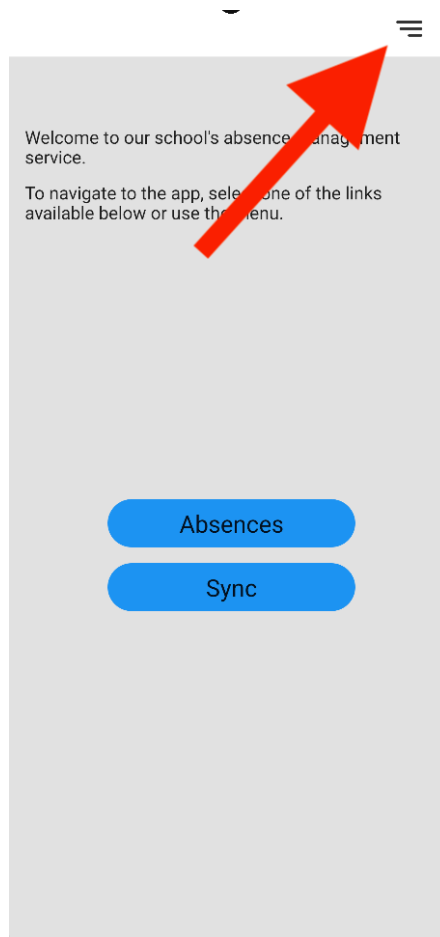 Welcome to our school's absence
service.
To navigate to the app, one of the links
available below or use the
Absences
Sync